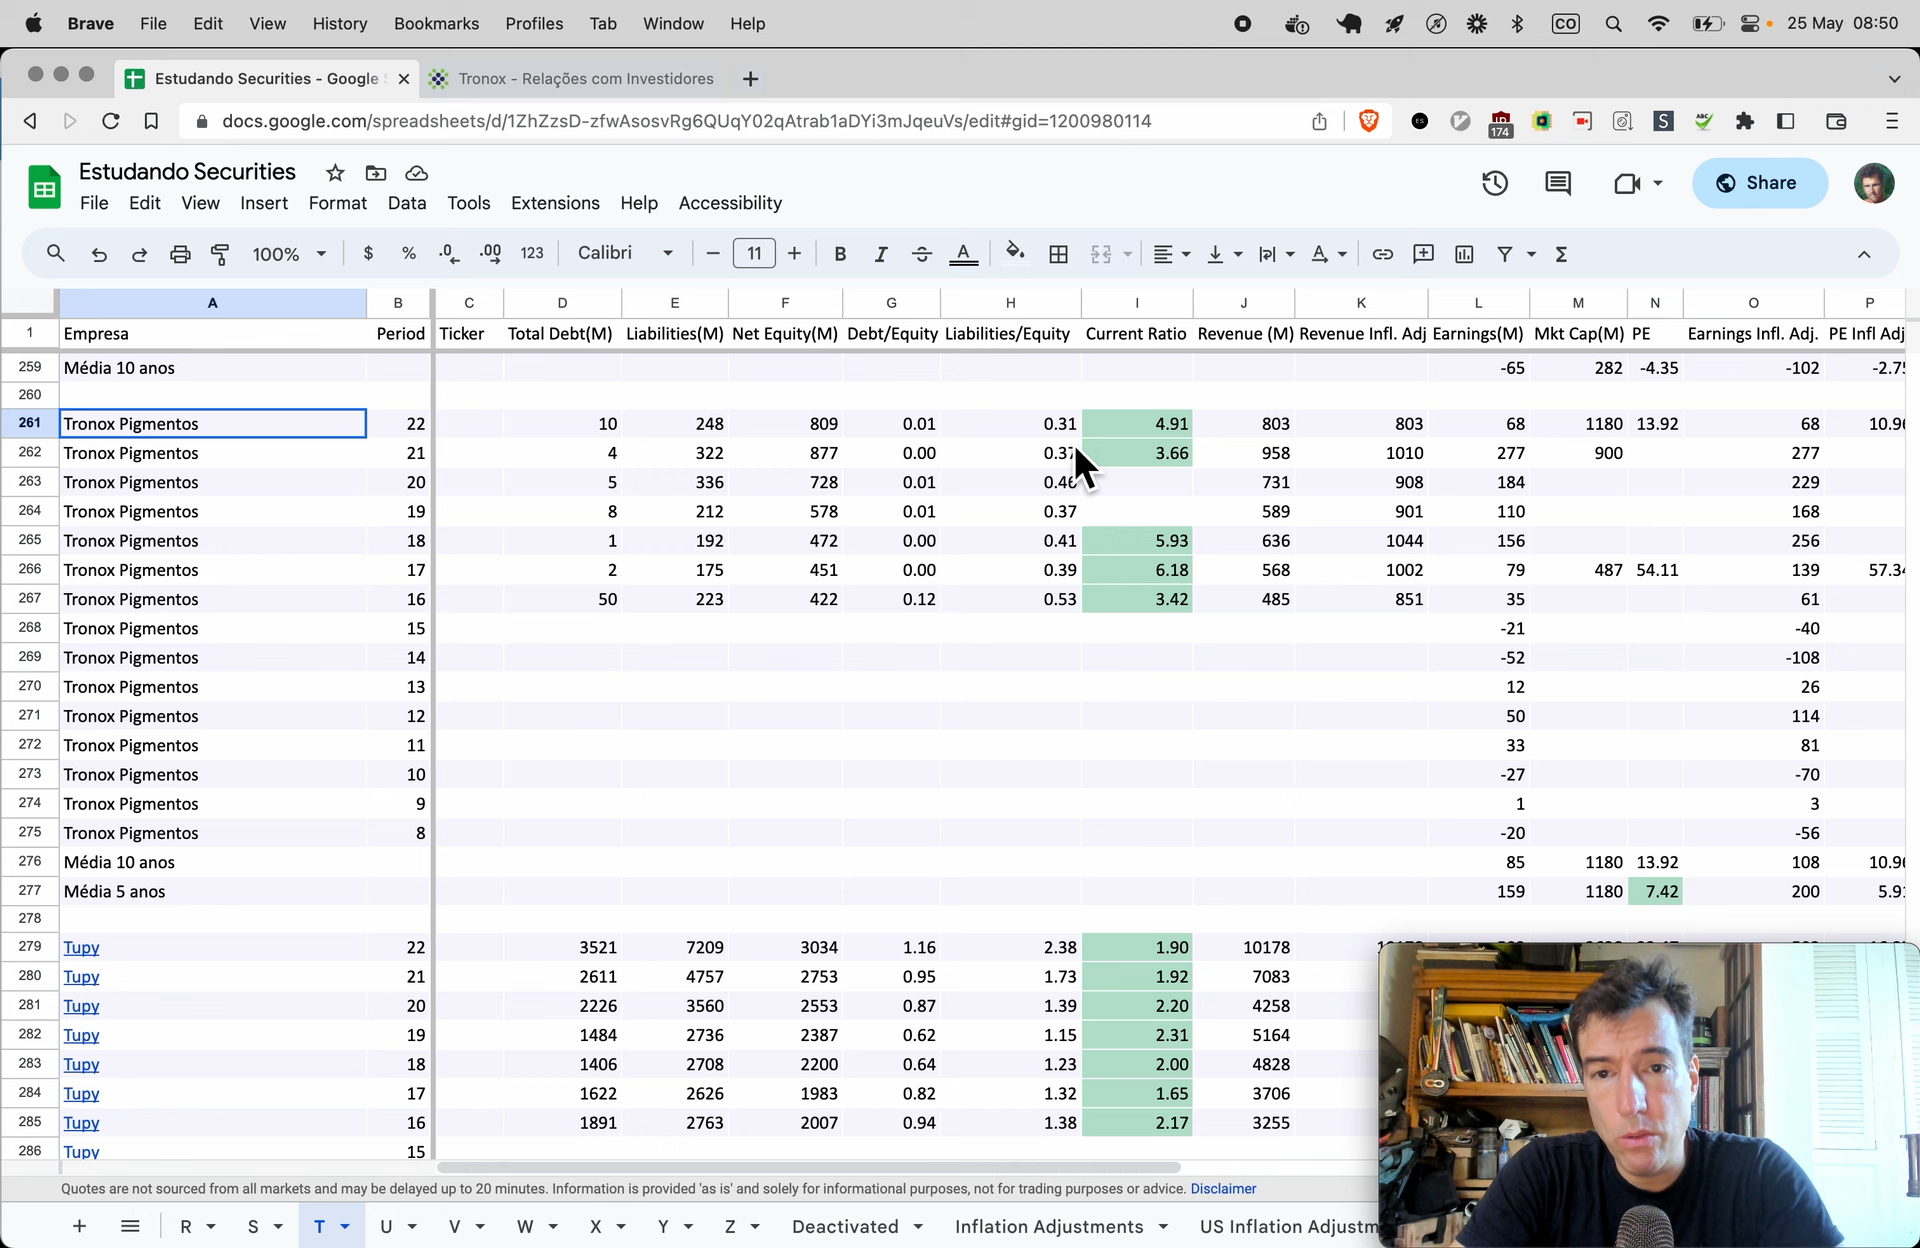 Brave File Edit View History Bookmarks Profiles Tab Window Help CO 25 May 08:50
Estudando Securities - Google S Tronox - Relações com Investidores
docs.google.com/spreadsheets/d/1ZhZzsD-zfwAsosvRg6QUqY02qAtrab1aDYi3mJqeuVs/edit#gid=1200980114 174
Estudando Securities
File Edit View Insert Format Data Tools Extensions Help Accessibility Share
100% $ % .0 .00 123 Calibri 11 B I A
A B C D E F G H I J K L M N O P
1 Empresa Period Ticker Total Debt(M) Liabilities(M) Net Equity(M) Debt/Equity Liabilities/Equity Current Ratio Revenue (M) Revenue Infl. Adj Earnings(M) Mkt Cap(M) PE Earnings Infl. Adj. PE Infl Adj
259 Média 10 anos -65 282 -4.35 -102 -2.75
260
261 Tronox Pigmentos 22 10 248 809 0.01 0.31 4.91 803 803 68 1180 13.92 68 10.96
262 Tronox Pigmentos 21 4 322 877 0.00 0.37 3.66 958 1010 277 900 277
263 Tronox Pigmentos 20 5 336 728 0.01 0.46 731 908 184 229
264 Tronox Pigmentos 19 8 212 578 0.01 0.37 589 901 110 168
265 Tronox Pigmentos 18 1 192 472 0.00 0.41 5.93 636 1044 156 256
266 Tronox Pigmentos 17 2 175 451 0.00 0.39 6.18 568 1002 79 487 54.11 139 57.34
267 Tronox Pigmentos 16 50 223 422 0.12 0.53 3.42 485 851 35 61
268 Tronox Pigmentos 15 -21 -40
269 Tronox Pigmentos 14 -52 -108
270 Tronox Pigmentos 13 12 26
271 Tronox Pigmentos 12 50 114
272 Tronox Pigmentos 11 33 81
273 Tronox Pigmentos 10 -27 -70
274 Tronox Pigmentos 9 1 3
275 Tronox Pigmentos 8 -20 -56
276 Média 10 anos 85 1180 13.92 108 10.96
277 Média 5 anos 159 1180 7.42 200 5.91
278
279 Tupy 22 3521 7209 3034 1.16 2.38 1.90 10178
280 Tupy 21 2611 4757 2753 0.95 1.73 1.92 7083
281 Tupy 20 2226 3560 2553 0.87 1.39 2.20 4258
282 Tupy 19 1484 2736 2387 0.62 1.15 2.31 5164
283 Tupy 18 1406 2708 2200 0.64 1.23 2.00 4828
284 Tupy 17 1622 2626 1983 0.82 1.32 1.65 3706
285 Tupy 16 1891 2763 2007 0.94 1.38 2.17 3255
286 Tupy 15
Quotes are not sourced from all markets and may be delayed up to 20 minutes. Information is provided 'as is' and solely for informational purposes, not for trading purposes or advice. Disclaimer
R S T U V W X Y Z Deactivated Inflation Adjustments US Inflation Adjustm